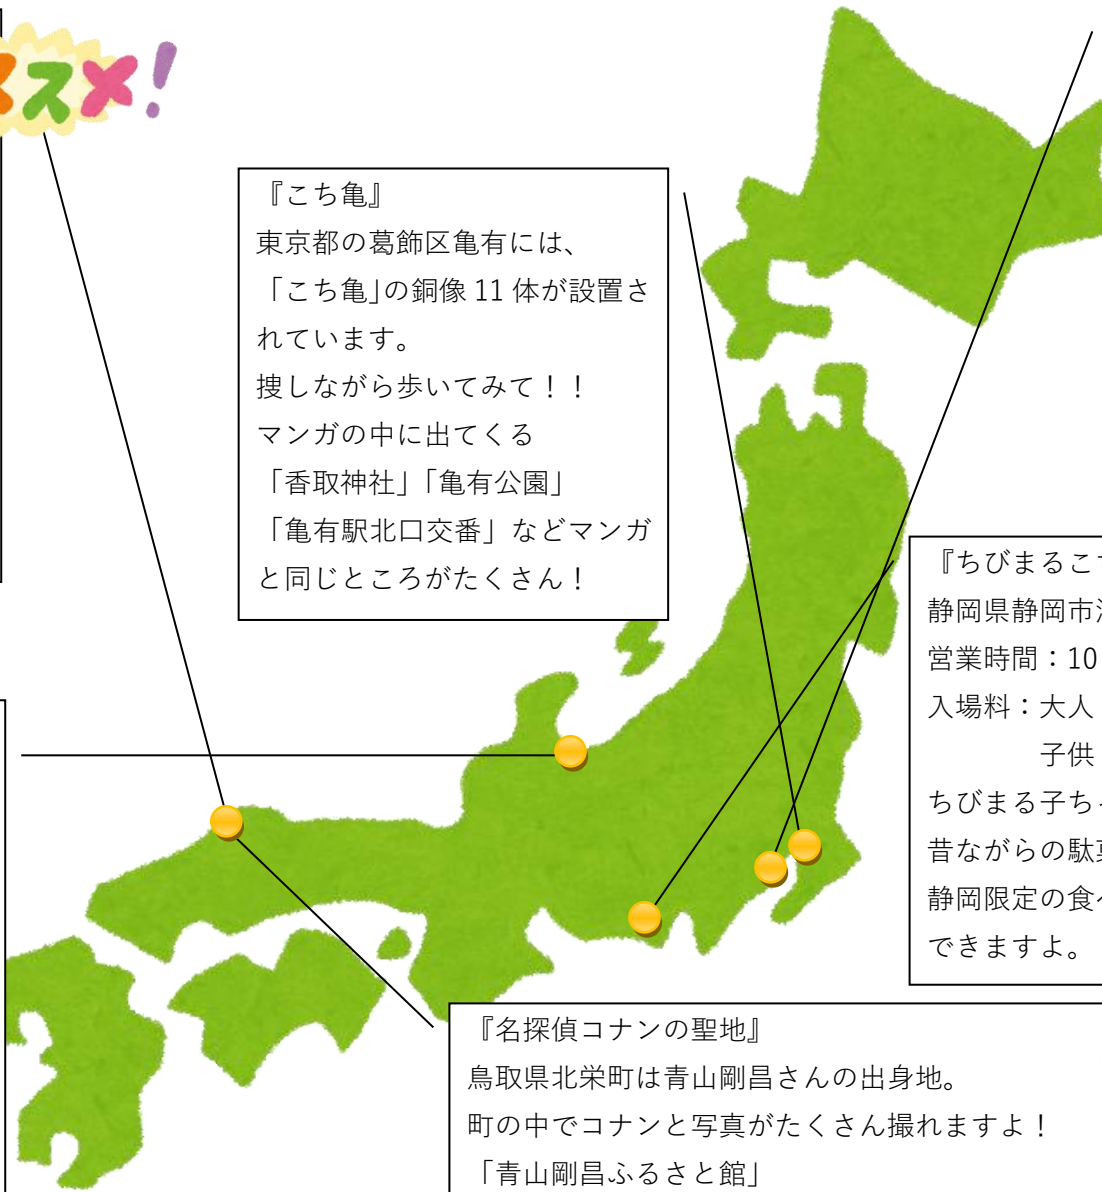 スメ!
『こち亀』
東京都の葛飾区亀有には、
「こち亀」の銅像 11 体が設置さ
れています。
捜しながら歩いてみて！！
マンガの中に出てくる
「香取神社」「亀有公園」
「亀有駅北口交番」などマンガ
と同じところがたくさん！
『ちびまるこ
静岡県静岡市
営業時間：10
入場料：大人
子供
ちびまる子ち
昔ながらの駄
静岡限定の食
できますよ。
『名探偵コナンの聖地』
鳥取県北栄町は青山剛昌さんの出身地。
町の中でコナンと写真がたくさん撮れますよ！
「青山剛昌ふるさと館」